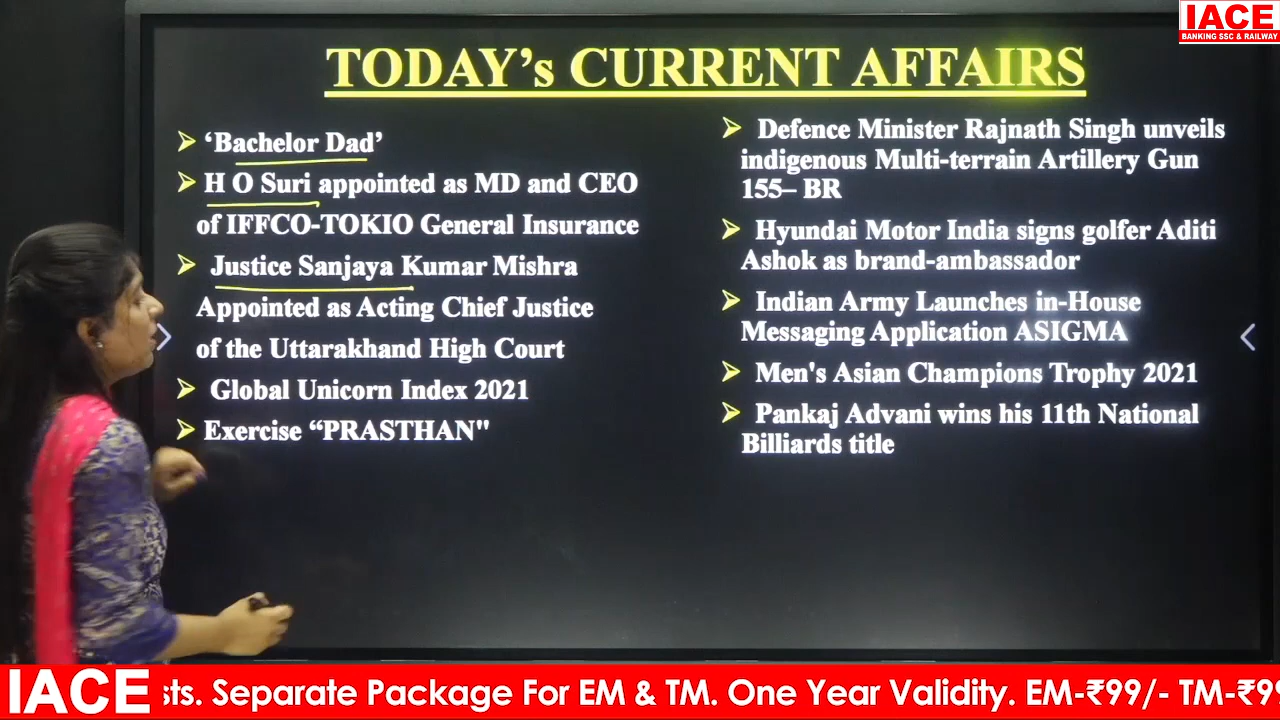 IACE
BANKING SSC & RAILWAY
TODAY's CURRENT AFFAIRS
➤ ‘Bachelor Dad’
➤ H O Suri appointed as MD and CEO
of IFFCO-TOKIO General Insurance
➤ Justice Sanjaya Kumar Mishra
Appointed as Acting Chief Justice
of the Uttarakhand High Court
➤ Global Unicorn Index 2021
➤ Exercise “PRASTHAN"
➤ Defence Minister Rajnath Singh unveils
indigenous Multi-terrain Artillery Gun
155– BR
➤ Hyundai Motor India signs golfer Aditi
Ashok as brand-ambassador
➤ Indian Army Launches in-House
Messaging Application ASIGMA
➤ Men's Asian Champions Trophy 2021
➤ Pankaj Advani wins his 11th National
Billiards title
IACE sts. Separate Package For EM & TM. One Year Validity. EM-₹99/- TM-₹99